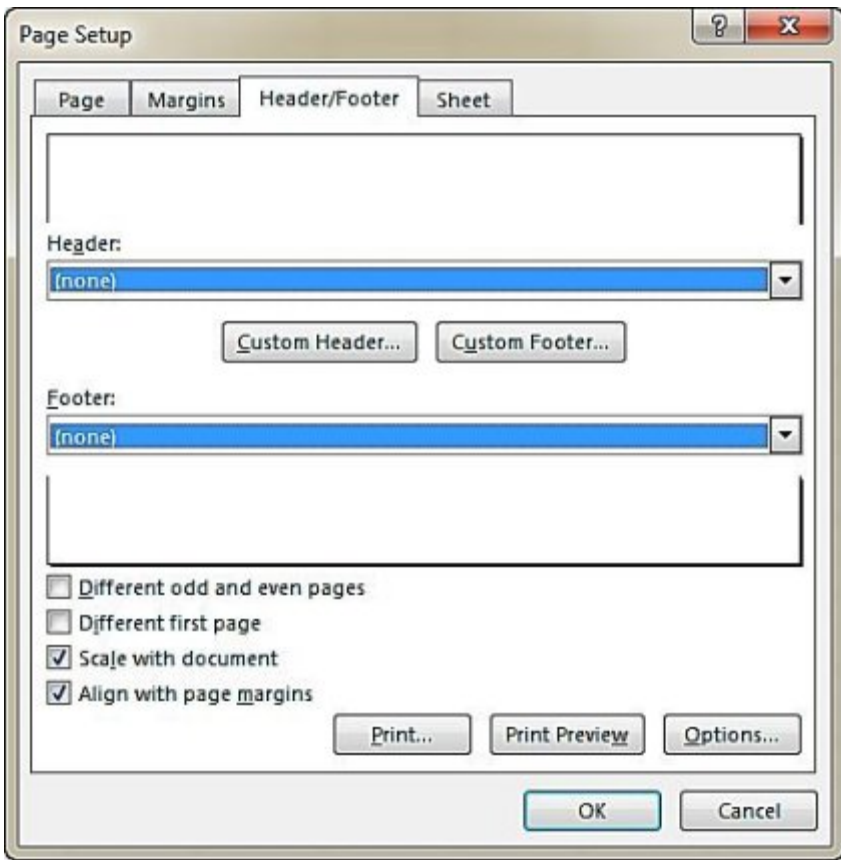 Page Setup
Page Margins Header/Footer Sheet
Header:
(none)
Custom Header... Custom Footer...
Footer:
(none)
Different odd and even pages
Different first page
Scale with document
Align with page margins
Print... Print Preview Options...
OK Cancel